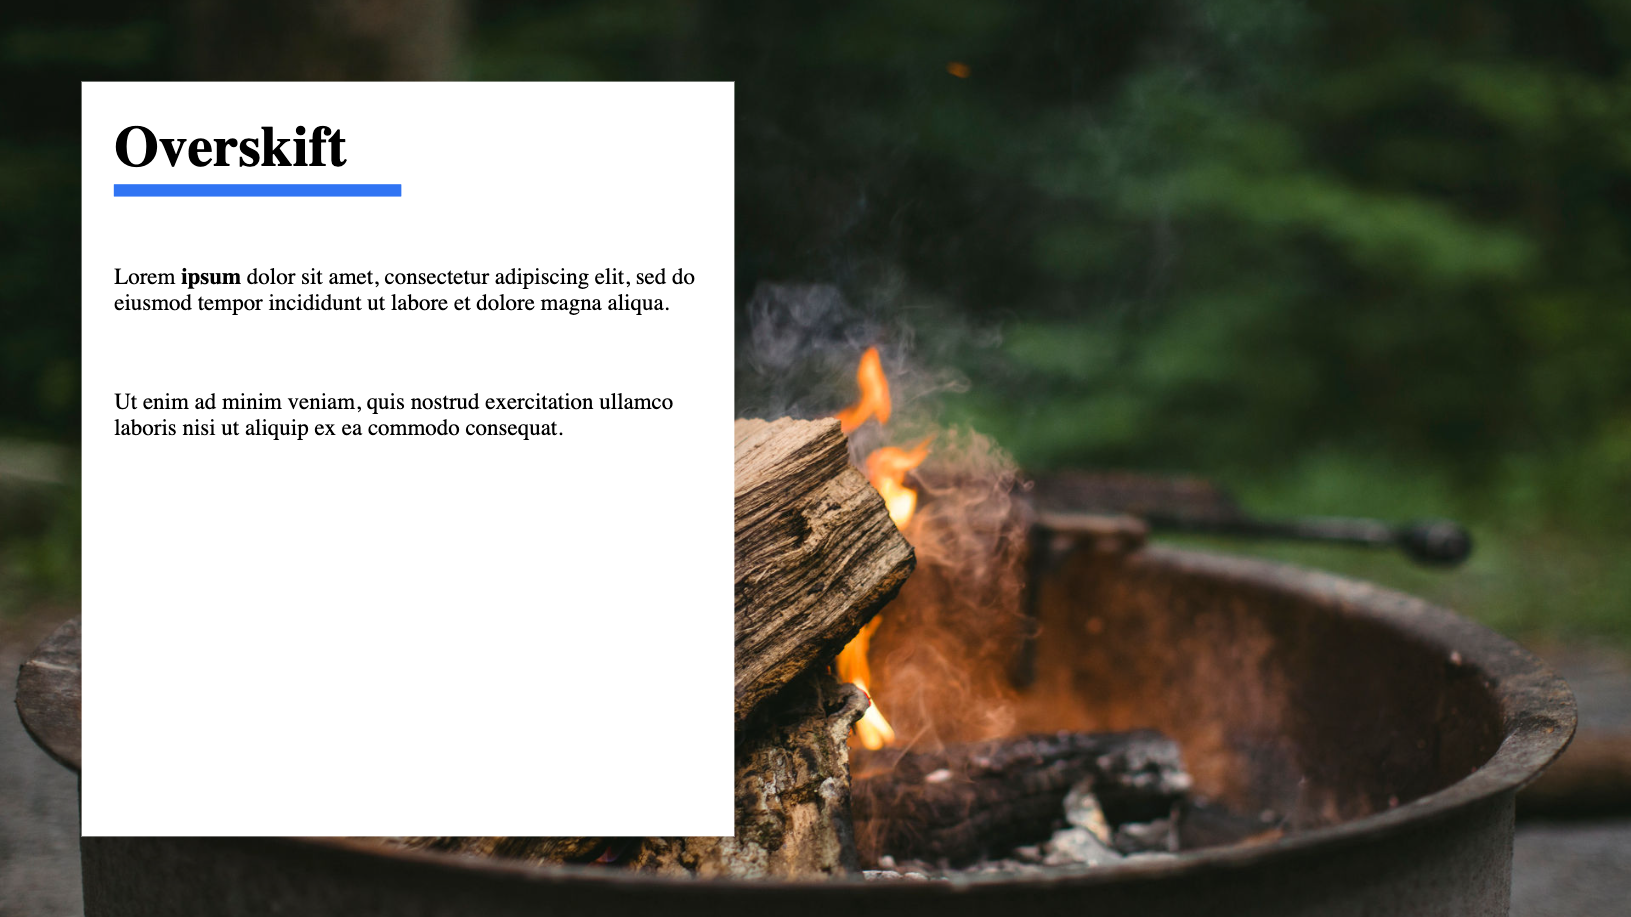 Overskift
Lorem ipsum dolor sit amet, consectetur adipiscing elit, sed do
eiusmod tempor incididunt ut labore et dolore magna aliqua.
Ut enim ad minim veniam, quis nostrud exercitation ullamco
laboris nisi ut aliquip ex ea commodo consequat.